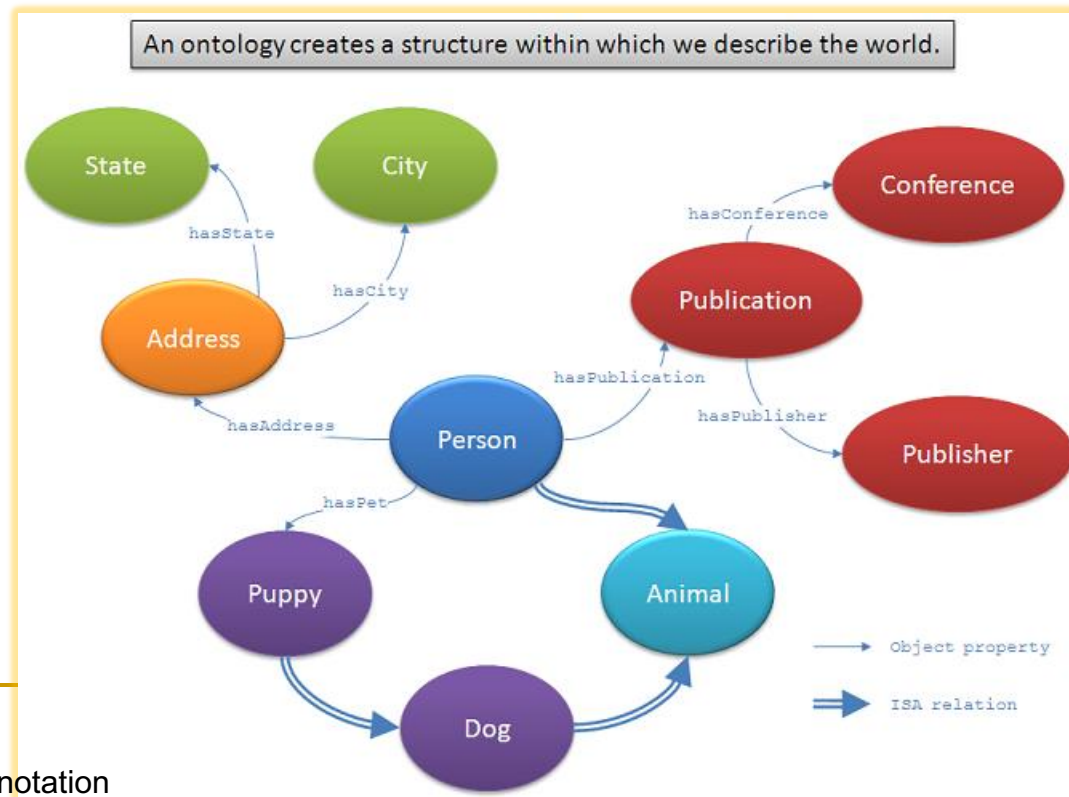 An ontology creates a structure within which we describe the world.
State
City
Conference
hasConference
hasState
hasCity
Publication
Address
hasPublication
hasPublisher
hasAddress
Person
Publisher
hasPet
Puppy
Animal
Object property
ISA relation
Dog
notation